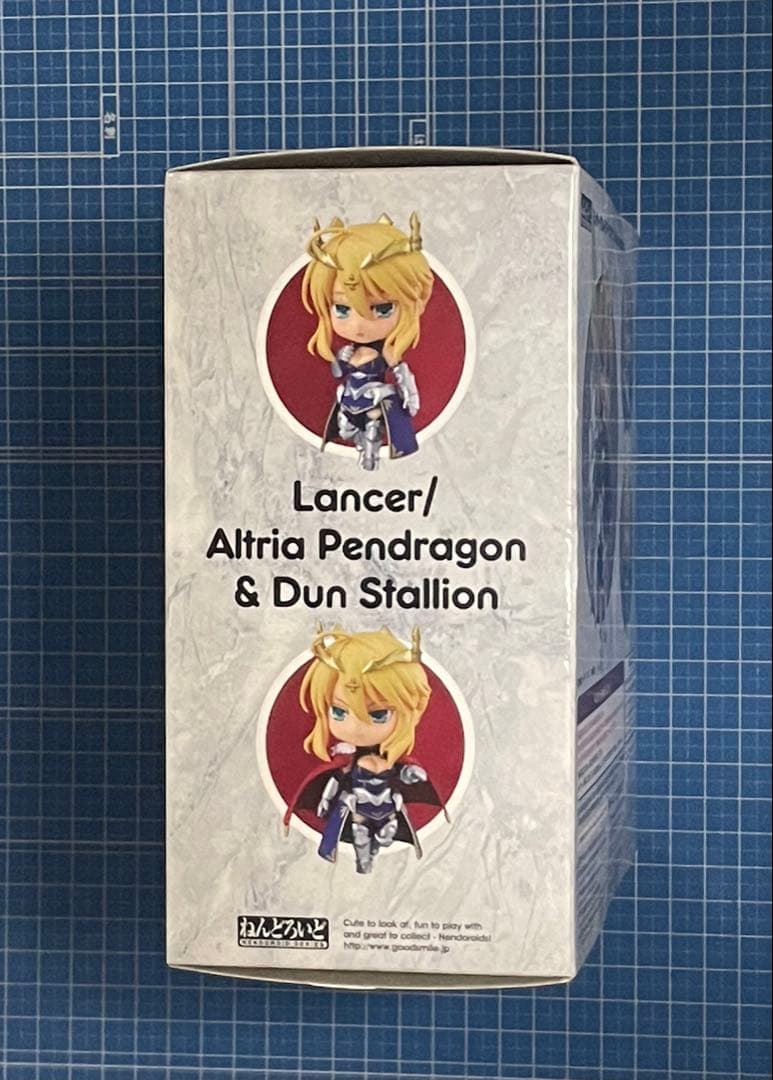 Lancer/
Altria Pendragon
& Dun Stallion
ねんどろいど
NENDOROID SERIES
Cute to look at, fun to play with
and great to collect - Nendoroids!
http://www.goodsmile.jp